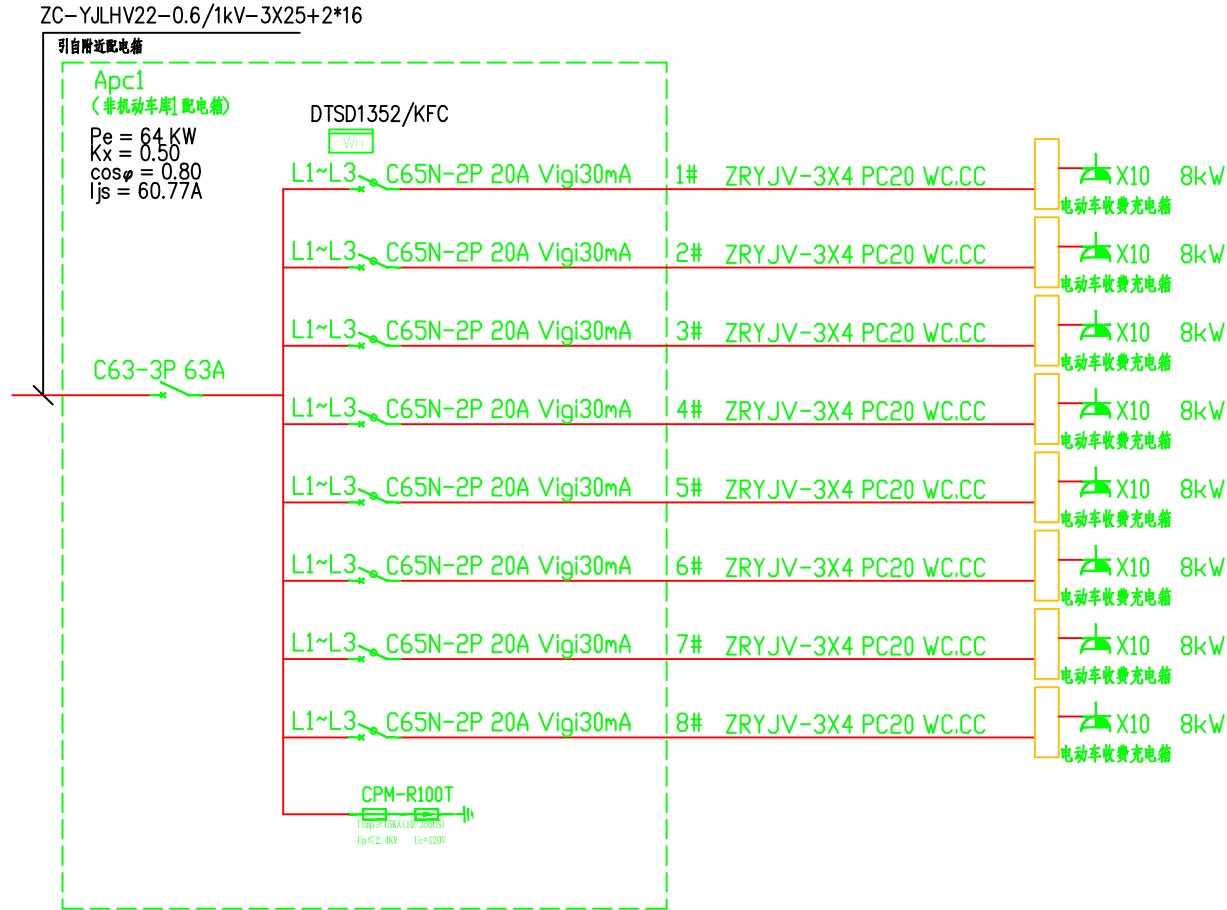 ZC-YJLHV22-0.6/1kV-3X25+2*16
引自附近配电箱
Apc1
(非机动车库1配电箱)
Pe = 64 KW
Kx = 0.50
cosφ = 0.80
Ijs = 60.77A
DTSD1352/KFC
Wh
L1~L3 C65N-2P 20A Vigi30mA 1# ZRYJV-3X4 PC20 WC.CC X10 8kW
电动车收费充电箱
L1~L3 C65N-2P 20A Vigi30mA 2# ZRYJV-3X4 PC20 WC.CC X10 8kW
电动车收费充电箱
L1~L3 C65N-2P 20A Vigi30mA 3# ZRYJV-3X4 PC20 WC.CC X10 8kW
电动车收费充电箱
C63-3P 63A
L1~L3 C65N-2P 20A Vigi30mA 4# ZRYJV-3X4 PC20 WC.CC X10 8kW
电动车收费充电箱
L1~L3 C65N-2P 20A Vigi30mA 5# ZRYJV-3X4 PC20 WC.CC X10 8kW
电动车收费充电箱
L1~L3 C65N-2P 20A Vigi30mA 6# ZRYJV-3X4 PC20 WC.CC X10 8kW
电动车收费充电箱
L1~L3 C65N-2P 20A Vigi30mA 7# ZRYJV-3X4 PC20 WC.CC X10 8kW
电动车收费充电箱
L1~L3 C65N-2P 20A Vigi30mA 8# ZRYJV-3X4 PC20 WC.CC X10 8kW
电动车收费充电箱
CPM-R100T
Up≤2.4KV Uc=420V